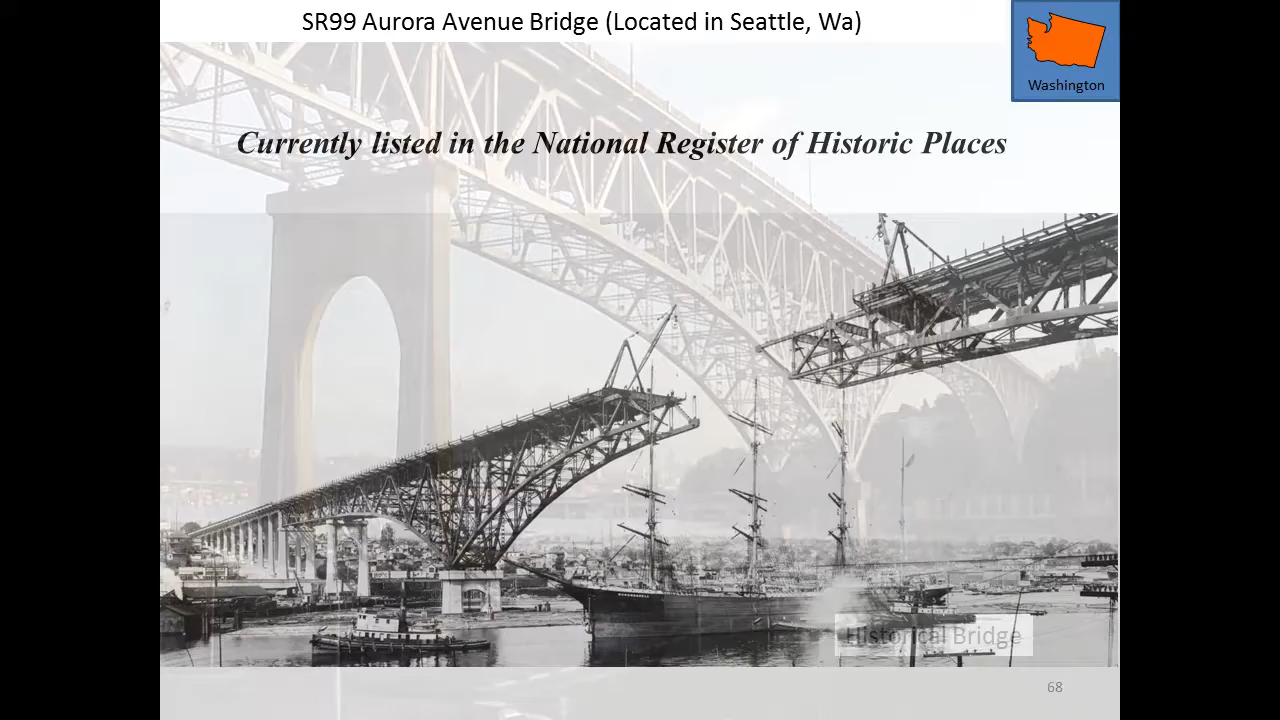 SR99 Aurora Avenue Bridge (Located in Seattle, Wa)
Washington
Currently listed in the National Register of Historic Places
Historical Bridge
68